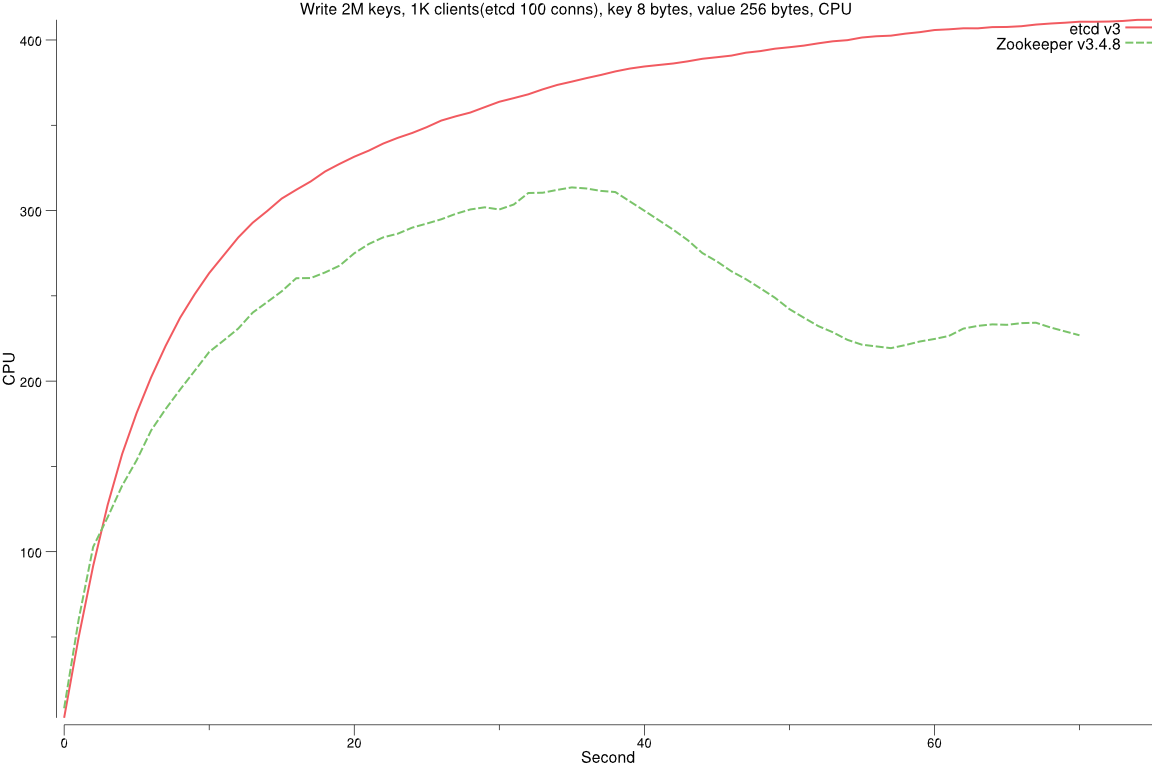 Write 2M keys, 1K clients(etcd 100 conns), key 8 bytes, value 256 bytes, CPU
etcd v3
Zookeeper v3.4.8
400
300
200
100
CPU
0 20 40 60
Second